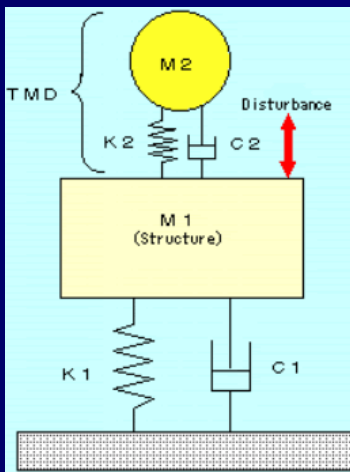 M2
TMD
Disturbance
K2
C2
M1
(Structure)
K1
C1